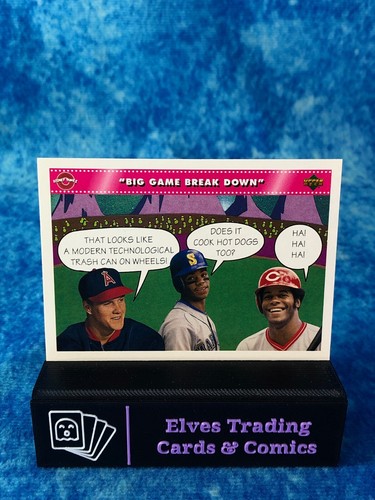 "BIG GAME BREAK DOWN"
THAT LOOKS LIKE
A MODERN TECHNOLOGICAL
TRASH CAN ON WHEELS!
DOES IT
COOK HOT DOGS
TOO?
HA!
HA!
HA!
A
S
C
Elves Trading
Cards & Comics